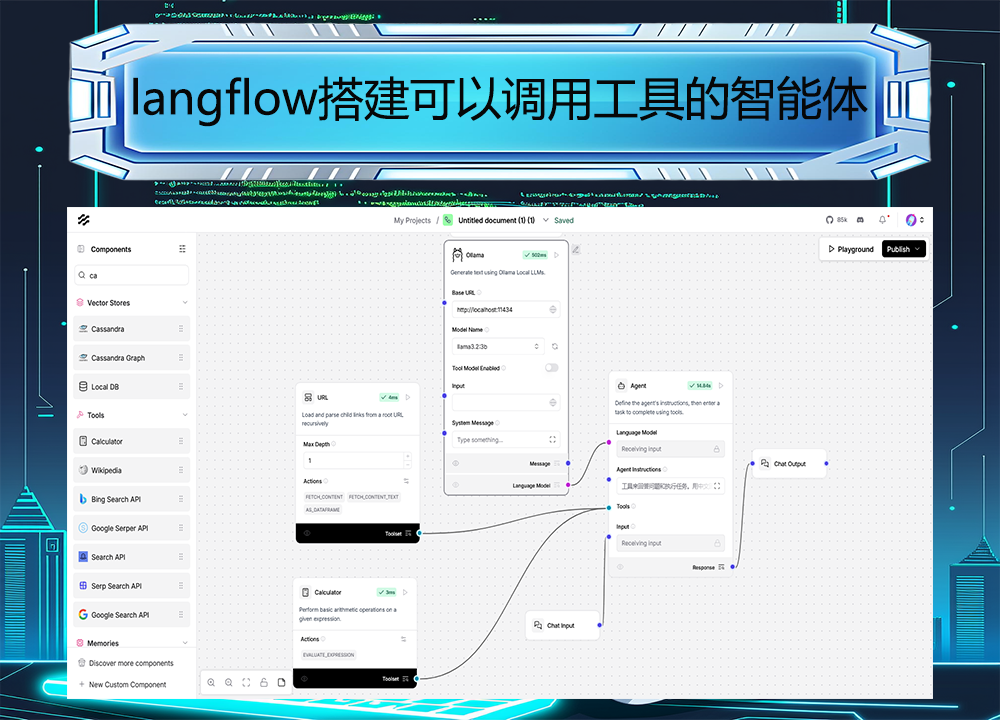 langflow搭建可以调用工具的智能体
My Projects / Untitled document (1) (1) Saved
85k
Components
ca
Vector Stores
Cassandra
Cassandra Graph
Local DB
Tools
Calculator
Wikipedia
Bing Search API
Google Serper API
Search API
Serp Search API
Google Search API
Memories
Discover more components
+ New Custom Component
Playground
Publish
Ollama
502ms
Generate text using Ollama Local LLMs.
Base URL
http://localhost:11434
Model Name
llama3.2:3b
Tool Model Enabled
Input
System Message
Type something...
Message
Language Model
URL
4ms
Load and parse child links from a root URL
recursively
Max Depth
1
Actions
FETCH_CONTENT
FETCH_CONTENT_TEXT
AS_DATAFRAME
Toolset
Calculator
3ms
Perform basic arithmetic operations on a
given expression.
Actions
EVALUATE_EXPRESSION
Toolset
Agent
14.84s
Define the agent's instructions, then enter a
task to complete using tools.
Language Model
Receiving input
Agent Instructions
工具来回答问题和执行任务，用中文
Tools
Input
Receiving input
Response
Chat Input
Chat Output